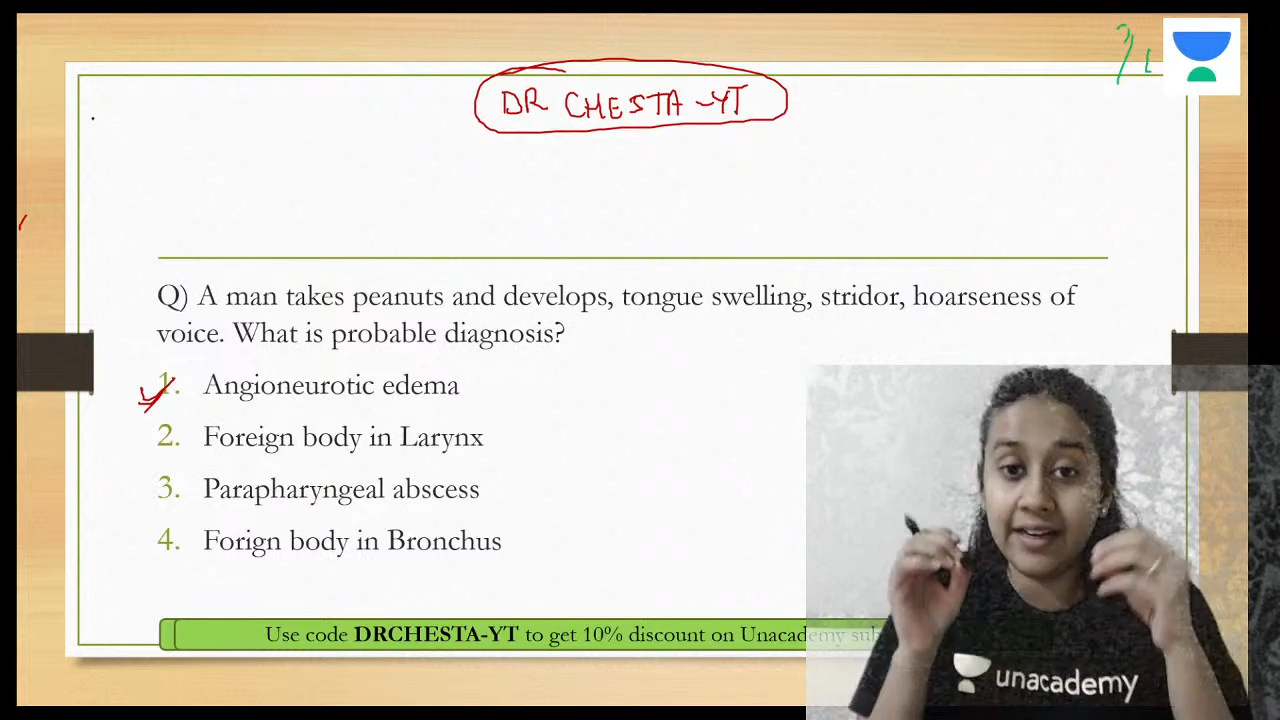 DR CHESTA-YT
Q) A man takes peanuts and develops, tongue swelling, stridor, hoarseness of
voice. What is probable diagnosis?
1. Angioneurotic edema
2. Foreign body in Larynx
3. Parapharyngeal abscess
4. Forign body in Bronchus
Use code DRCHESTA-YT to get 10% discount on Unacademy sub
unacademy